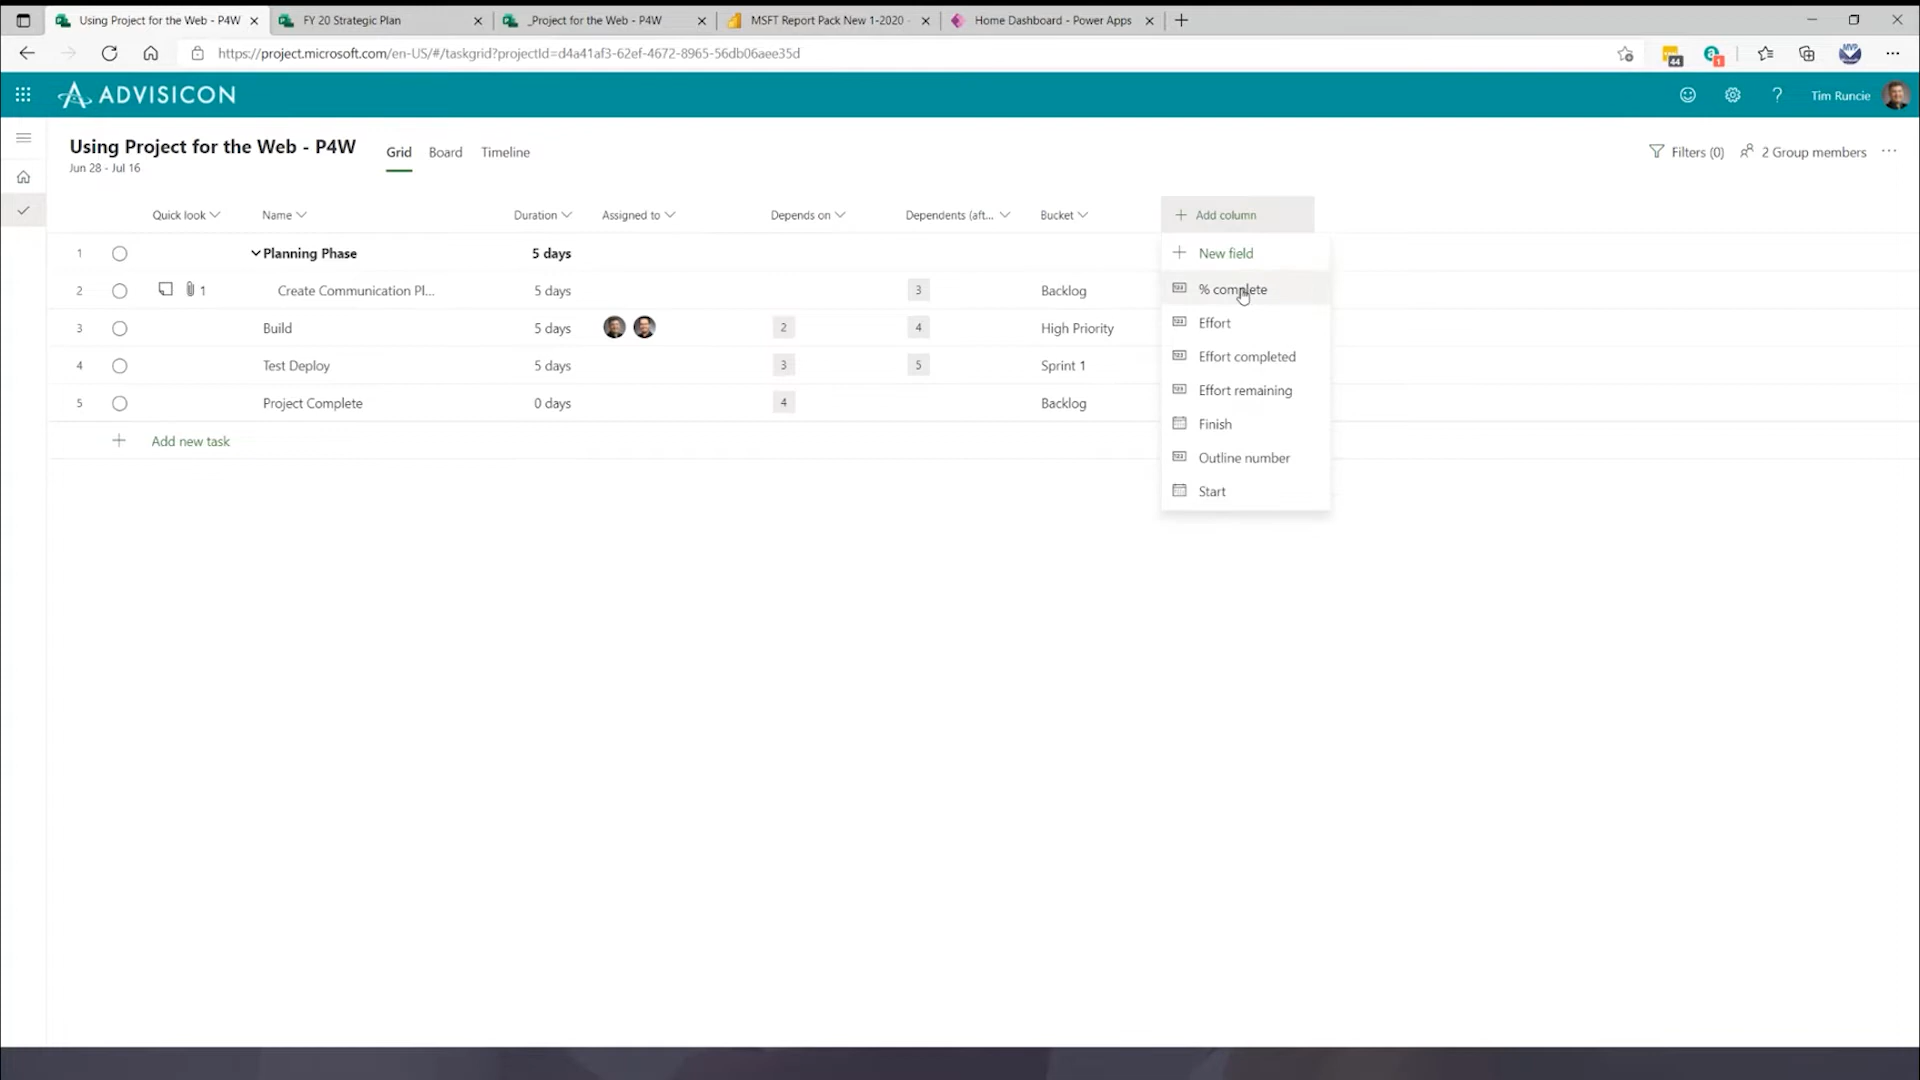 Using Project for the Web - P4W
FY 20 Strategic Plan
_Project for the Web - P4W
MSFT Report Pack New 1-2020 -
Home Dashboard - Power Apps
https://project.microsoft.com/en-US/#/taskgrid?projectId=d4a41af3-62ef-4672-8965-56db06aee35d
44
a 1
MVP
ADVISICON
?
Tim Runcie
Using Project for the Web - P4W
Jun 28 - Jul 16
Grid Board Timeline
Filters (0) 2 Group members
Quick look Name Duration Assigned to Depends on Dependents (aft... Bucket Add column
1 Planning Phase 5 days
2 1 Create Communication Pl... 5 days 3 Backlog
3 Build 5 days 2 4 High Priority
4 Test Deploy 5 days 3 5 Sprint 1
5 Project Complete 0 days 4 Backlog
Add new task
New field
% complete
Effort
Effort completed
Effort remaining
Finish
Outline number
Start